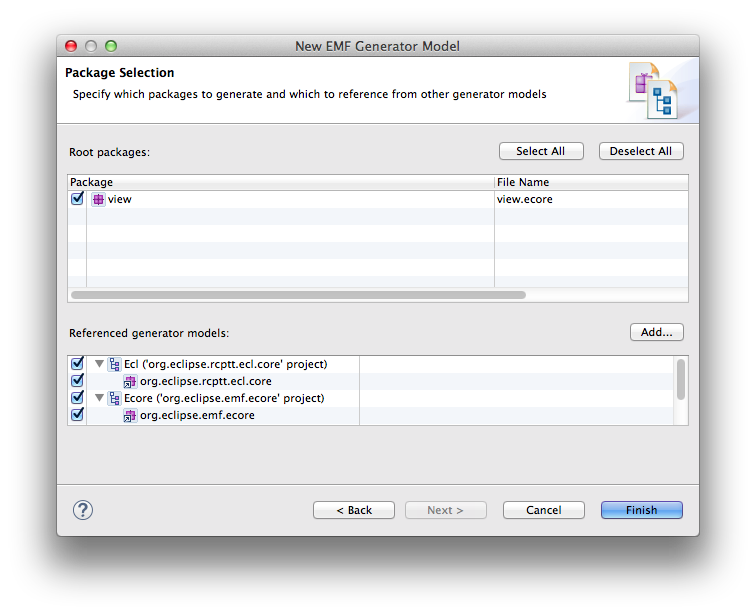 New EMF Generator Model
Package Selection
Specify which packages to generate and which to reference from other generator models
Root packages:
Select All
Deselect All
Package
File Name
view
view.ecore
Referenced generator models:
Add...
Ecl ('org.eclipse.rcptt.ecl.core' project)
org.eclipse.rcptt.ecl.core
Ecore ('org.eclipse.emf.ecore' project)
org.eclipse.emf.ecore
?
< Back
Next >
Cancel
Finish